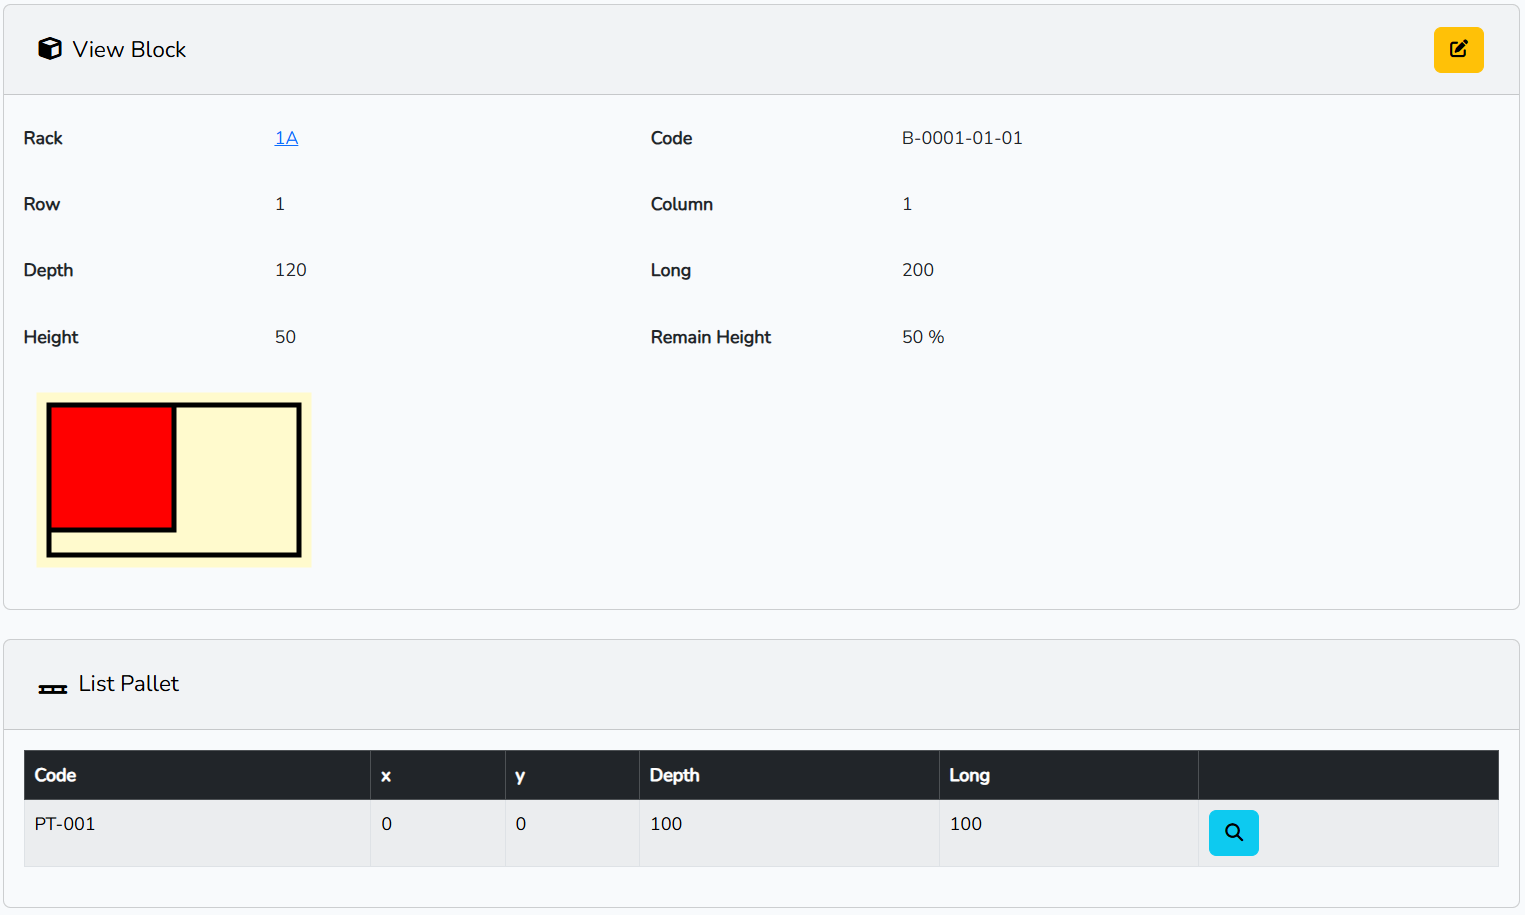 View Block
Rack 1A Code B-0001-01-01
Row 1 Column 1
Depth 120 Long 200
Height 50 Remain Height 50 %
List Pallet
Code x y Depth Long
PT-001 0 0 100 100